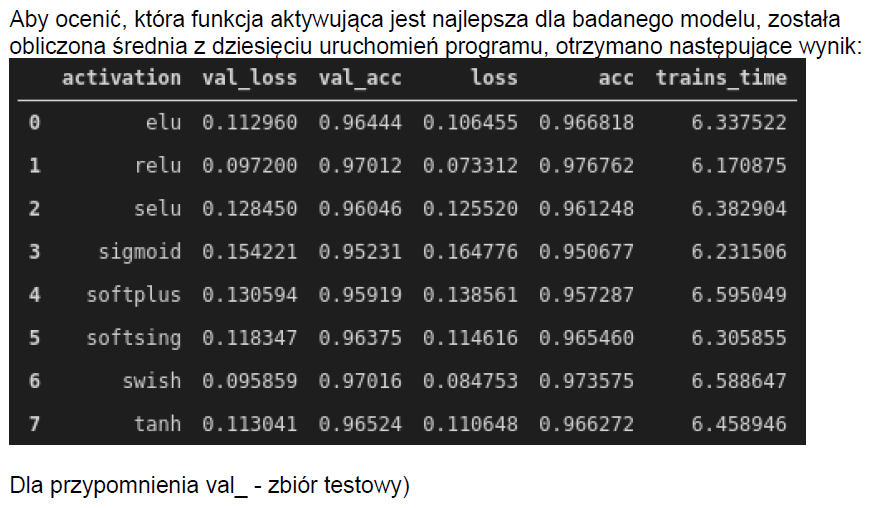 Aby ocenić, która funkcja aktywująca jest najlepsza dla badanego modelu, została
obliczona średnia z dziesięciu uruchomień programu, otrzymano następujące wynik:
activation val_loss val_acc loss acc trains_time
0 elu 0.112960 0.96444 0.106455 0.966818 6.337522
1 relu 0.097200 0.97012 0.073312 0.976762 6.170875
2 selu 0.128450 0.96046 0.125520 0.961248 6.382904
3 sigmoid 0.154221 0.95231 0.164776 0.950677 6.231506
4 softplus 0.130594 0.95919 0.138561 0.957287 6.595049
5 softsing 0.118347 0.96375 0.114616 0.965460 6.305855
6 swish 0.095859 0.97016 0.084753 0.973575 6.588647
7 tanh 0.113041 0.96524 0.110648 0.966272 6.458946
Dla przypomnienia val_ - zbiór testowy)